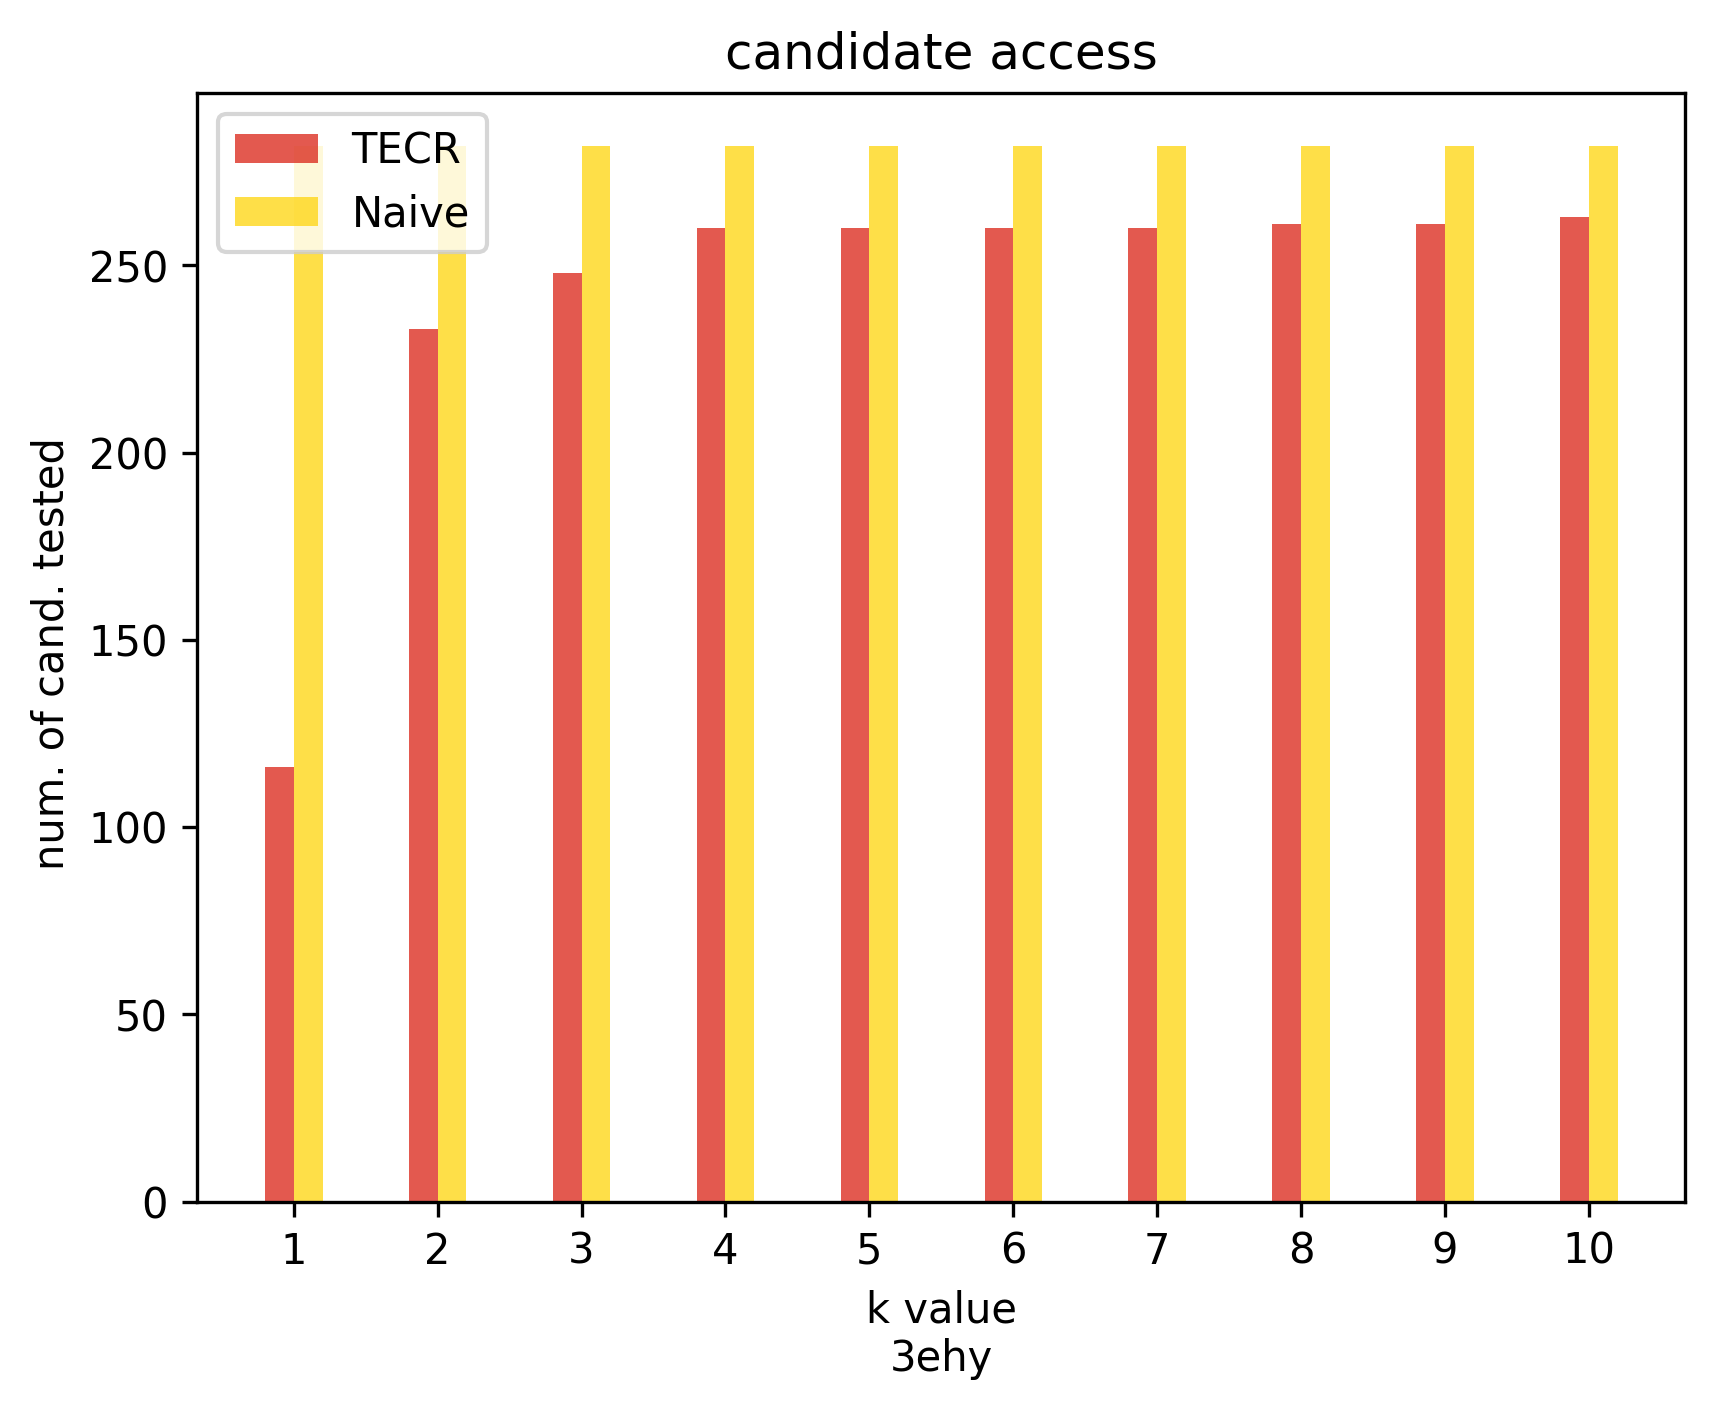 candidate access
TECR
Naive
250
200
150
100
50
0
num. of cand. tested
1 2 3 4 5 6 7 8 9 10
k value
3ehy